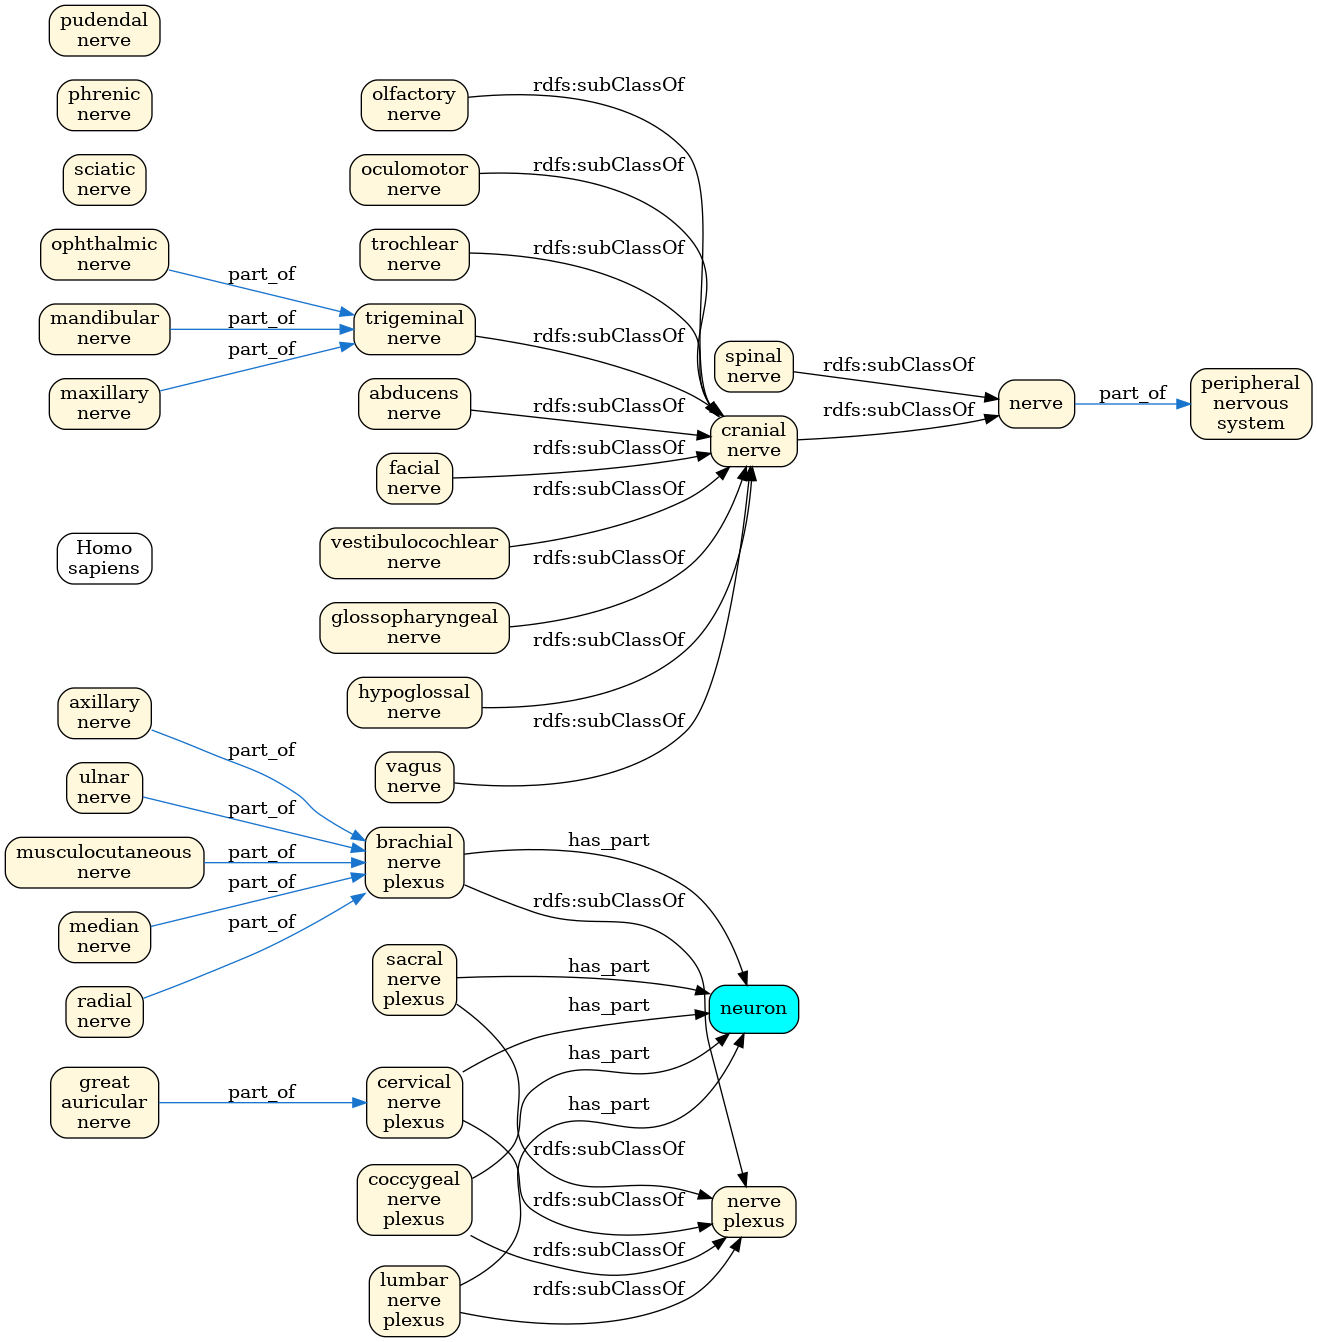 pudendal
nerve
phrenic
nerve
sciatic
nerve
ophthalmic
nerve
mandibular
nerve
maxillary
nerve
Homo
sapiens
axillary
nerve
ulnar
nerve
musculocutaneous
nerve
median
nerve
radial
nerve
great
auricular
nerve
part_of
part_of
part_of
part_of
part_of
part_of
part_of
part_of
part_of
olfactory
nerve
oculomotor
nerve
trochlear
nerve
trigeminal
nerve
abducens
nerve
facial
nerve
vestibulocochlear
nerve
glossopharyngeal
nerve
hypoglossal
nerve
vagus
nerve
brachial
nerve
plexus
sacral
nerve
plexus
cervical
nerve
plexus
coccygeal
nerve
plexus
lumbar
nerve
plexus
rdfs:subClassOf
rdfs:subClassOf
rdfs:subClassOf
rdfs:subClassOf
rdfs:subClassOf
rdfs:subClassOf
rdfs:subClassOf
rdfs:subClassOf
rdfs:subClassOf
rdfs:subClassOf
has_part
rdfs:subClassOf
has_part
has_part
has_part
has_part
rdfs:subClassOf
rdfs:subClassOf
rdfs:subClassOf
rdfs:subClassOf
spinal
nerve
cranial
nerve
neuron
nerve
plexus
rdfs:subClassOf
rdfs:subClassOf
nerve
part_of
peripheral
nervous
system